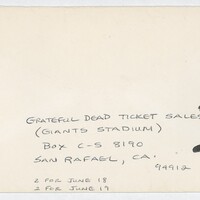 GRATEFUL DEAD TICKET SALES
(GIANTS STADIUM)
BOX C-S 8190
SAN RAFAEL, CA.
94912
2 FOR JUNE 18
2 FOR JUNE 19